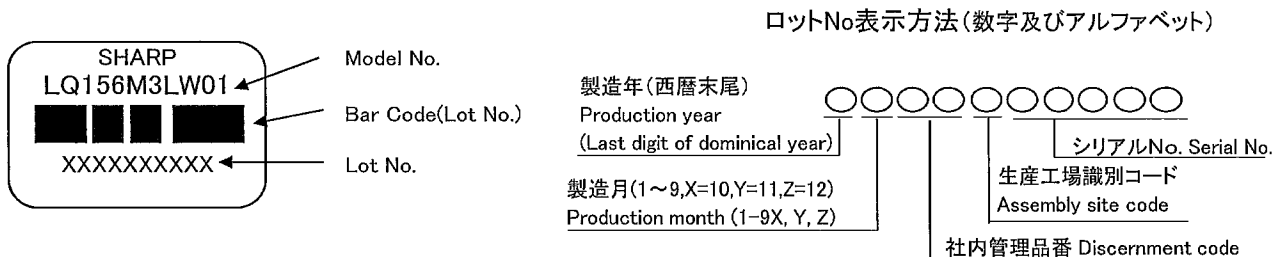 SHARP
LQ156M3LW01
XXXXXXXXXX
Model No.
Bar Code(Lot No.)
Lot No.
ロットNo表示方法(数字及びアルファベット)
製造年(西暦末尾)
Production year
(Last digit of dominical year)
製造月(1~9,X=10,Y=11,Z=12)
Production month (1-9X, Y, Z)
シリアルNo. Serial No.
生産工場識別コード
Assembly site code
社内管理品番 Discernment code